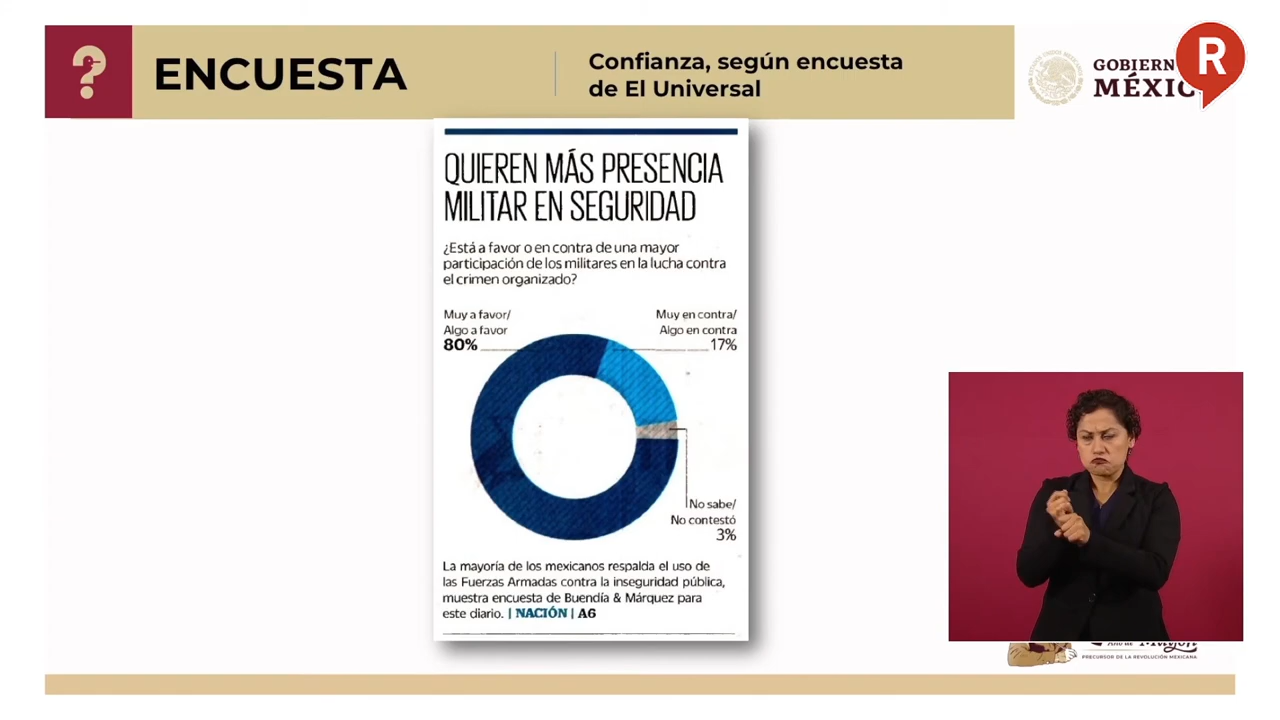 ENCUESTA
Confianza, según encuesta
de El Universal
GOBIERN
MÉXIC
R
QUIEREN MÁS PRESENCIA
MILITAR EN SEGURIDAD
¿Está a favor o en contra de una mayor
participación de los militares en la lucha contra
el crimen organizado?
Muy a favor/
Algo a favor
80%
Muy en contra/
Algo en contra
17%
No sabe/
No contestó
3%
La mayoría de los mexicanos respalda el uso de
las Fuerzas Armadas contra la inseguridad pública,
muestra encuesta de Buendía & Márquez para
este diario. | NACIÓN | A6
PRECURSOR DE LA REVOLUCIÓN MEXICANA